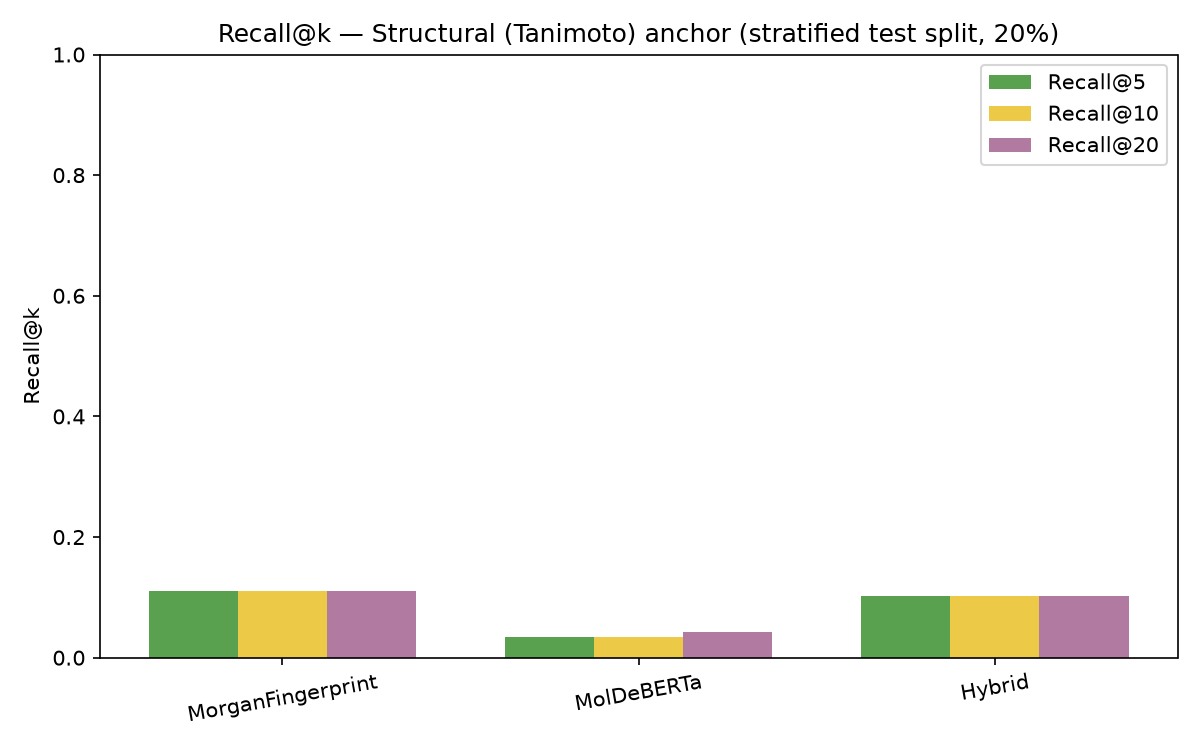 Recall@k — Structural (Tanimoto) anchor (stratified test split, 20%)
Recall@5
Recall@10
Recall@20
Recall@k
1.0
0.8
0.6
0.4
0.2
0.0
MorganFingerprint
MolDeBERTa
Hybrid